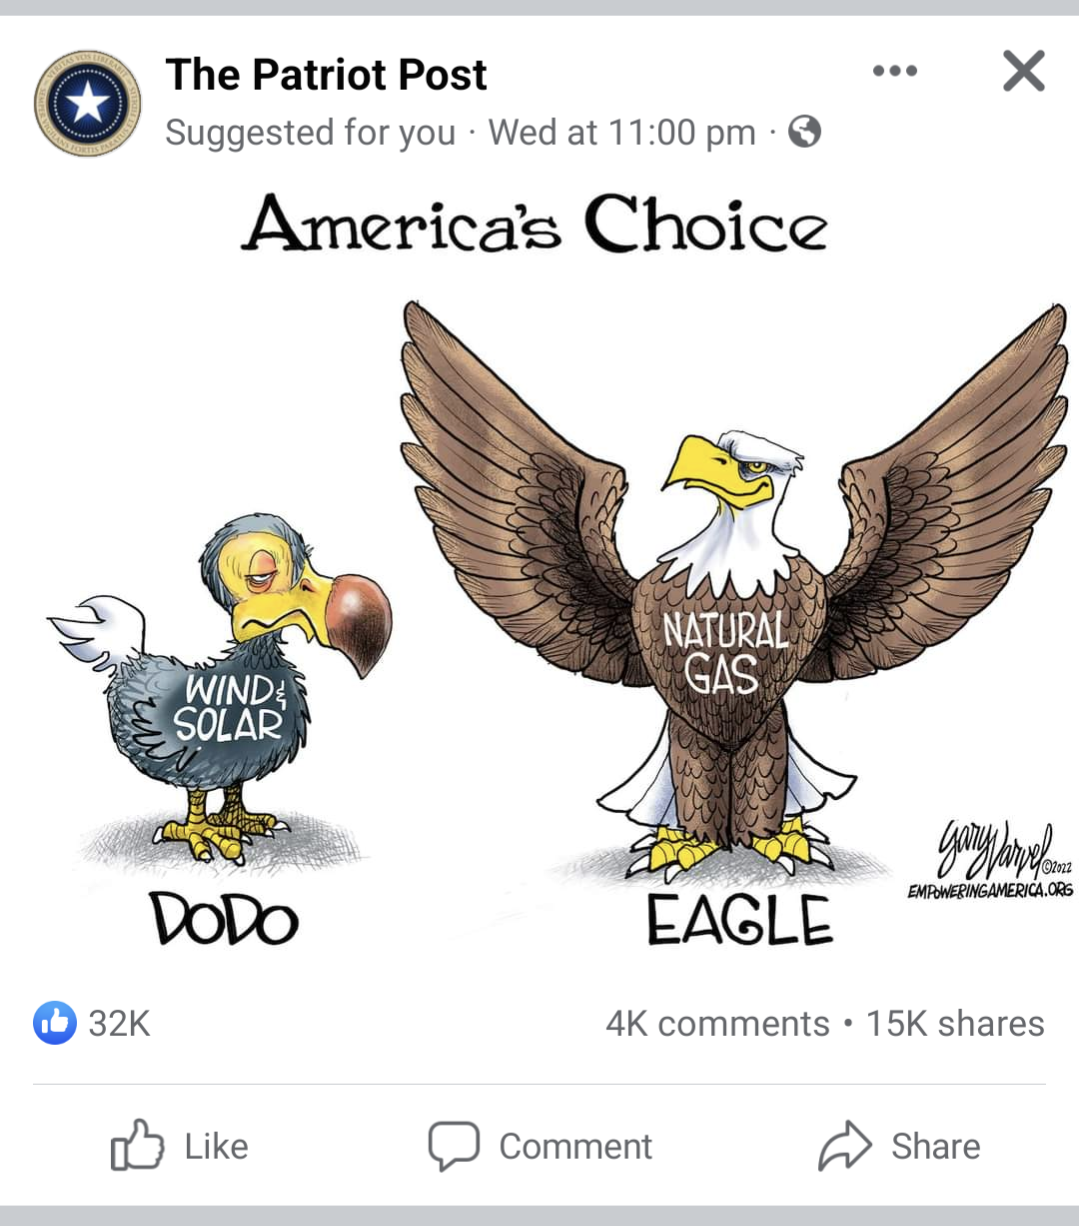 The Patriot Post
Suggested for you · Wed at 11:00 pm ·
America's Choice
WIND &
SOLAR
NATURAL
GAS
Gary Varvel ©2022
EMPOWERINGAMERICA.ORG
DODO
EAGLE
32K
4K comments • 15K shares
Like
Comment
Share